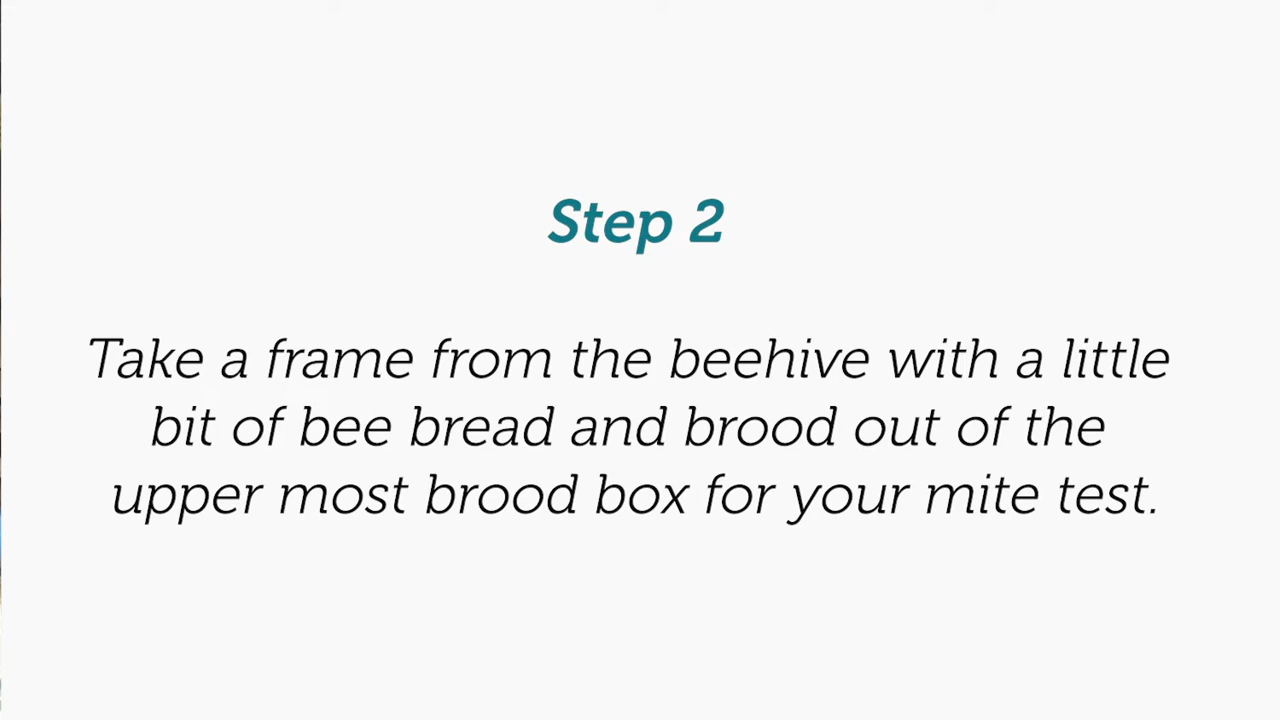 Step 2
Take a frame from the beehive with a little
bit of bee bread and brood out of the
upper most brood box for your mite test.